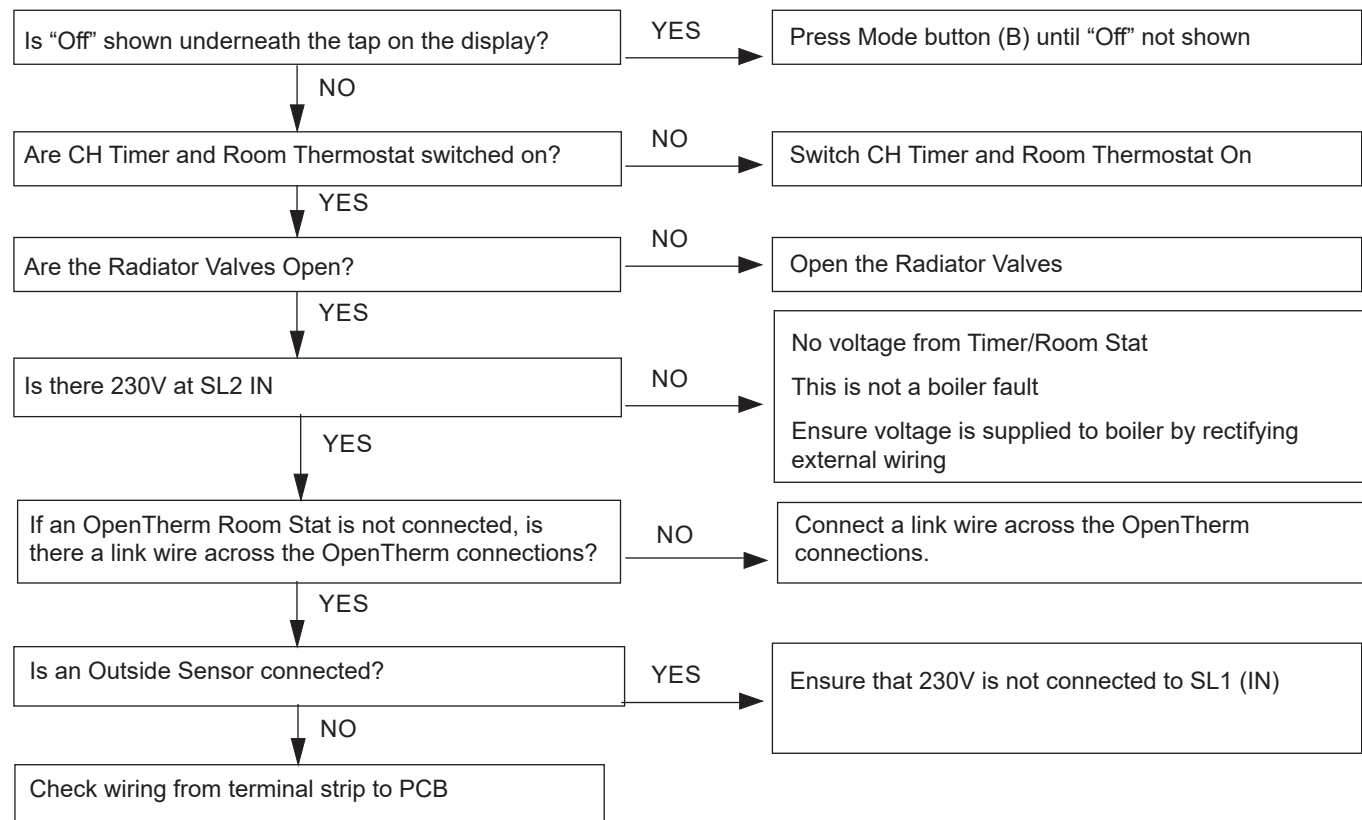 Is “Off” shown underneath the tap on the display?
YES
Press Mode button (B) until “Off” not shown
NO
Are CH Timer and Room Thermostat switched on?
NO
Switch CH Timer and Room Thermostat On
YES
Are the Radiator Valves Open?
NO
Open the Radiator Valves
YES
Is there 230V at SL2 IN
NO
No voltage from Timer/Room Stat
This is not a boiler fault
Ensure voltage is supplied to boiler by rectifying
external wiring
YES
If an OpenTherm Room Stat is not connected, is
there a link wire across the OpenTherm connections?
NO
Connect a link wire across the OpenTherm
connections.
YES
Is an Outside Sensor connected?
YES
Ensure that 230V is not connected to SL1 (IN)
NO
Check wiring from terminal strip to PCB